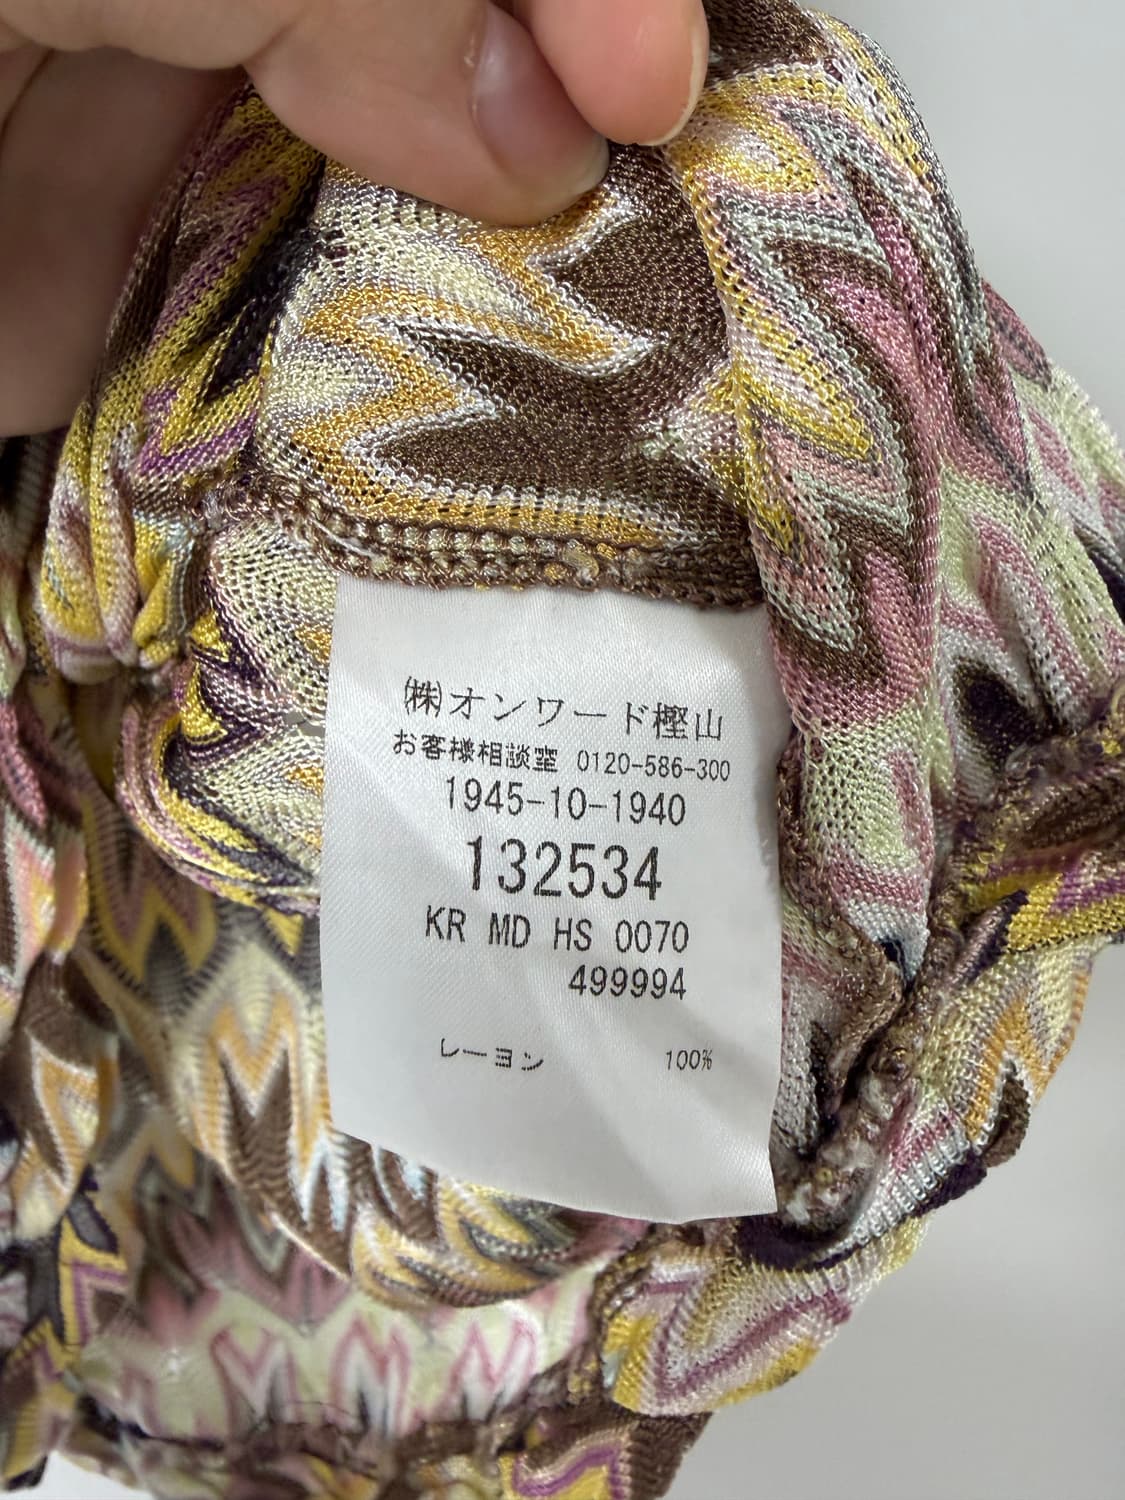 ㈱オンワード樫山
お客様相談室 0120-586-300
1945-10-1940
132534
KR MD HS 0070
499994
レーヨン 100%